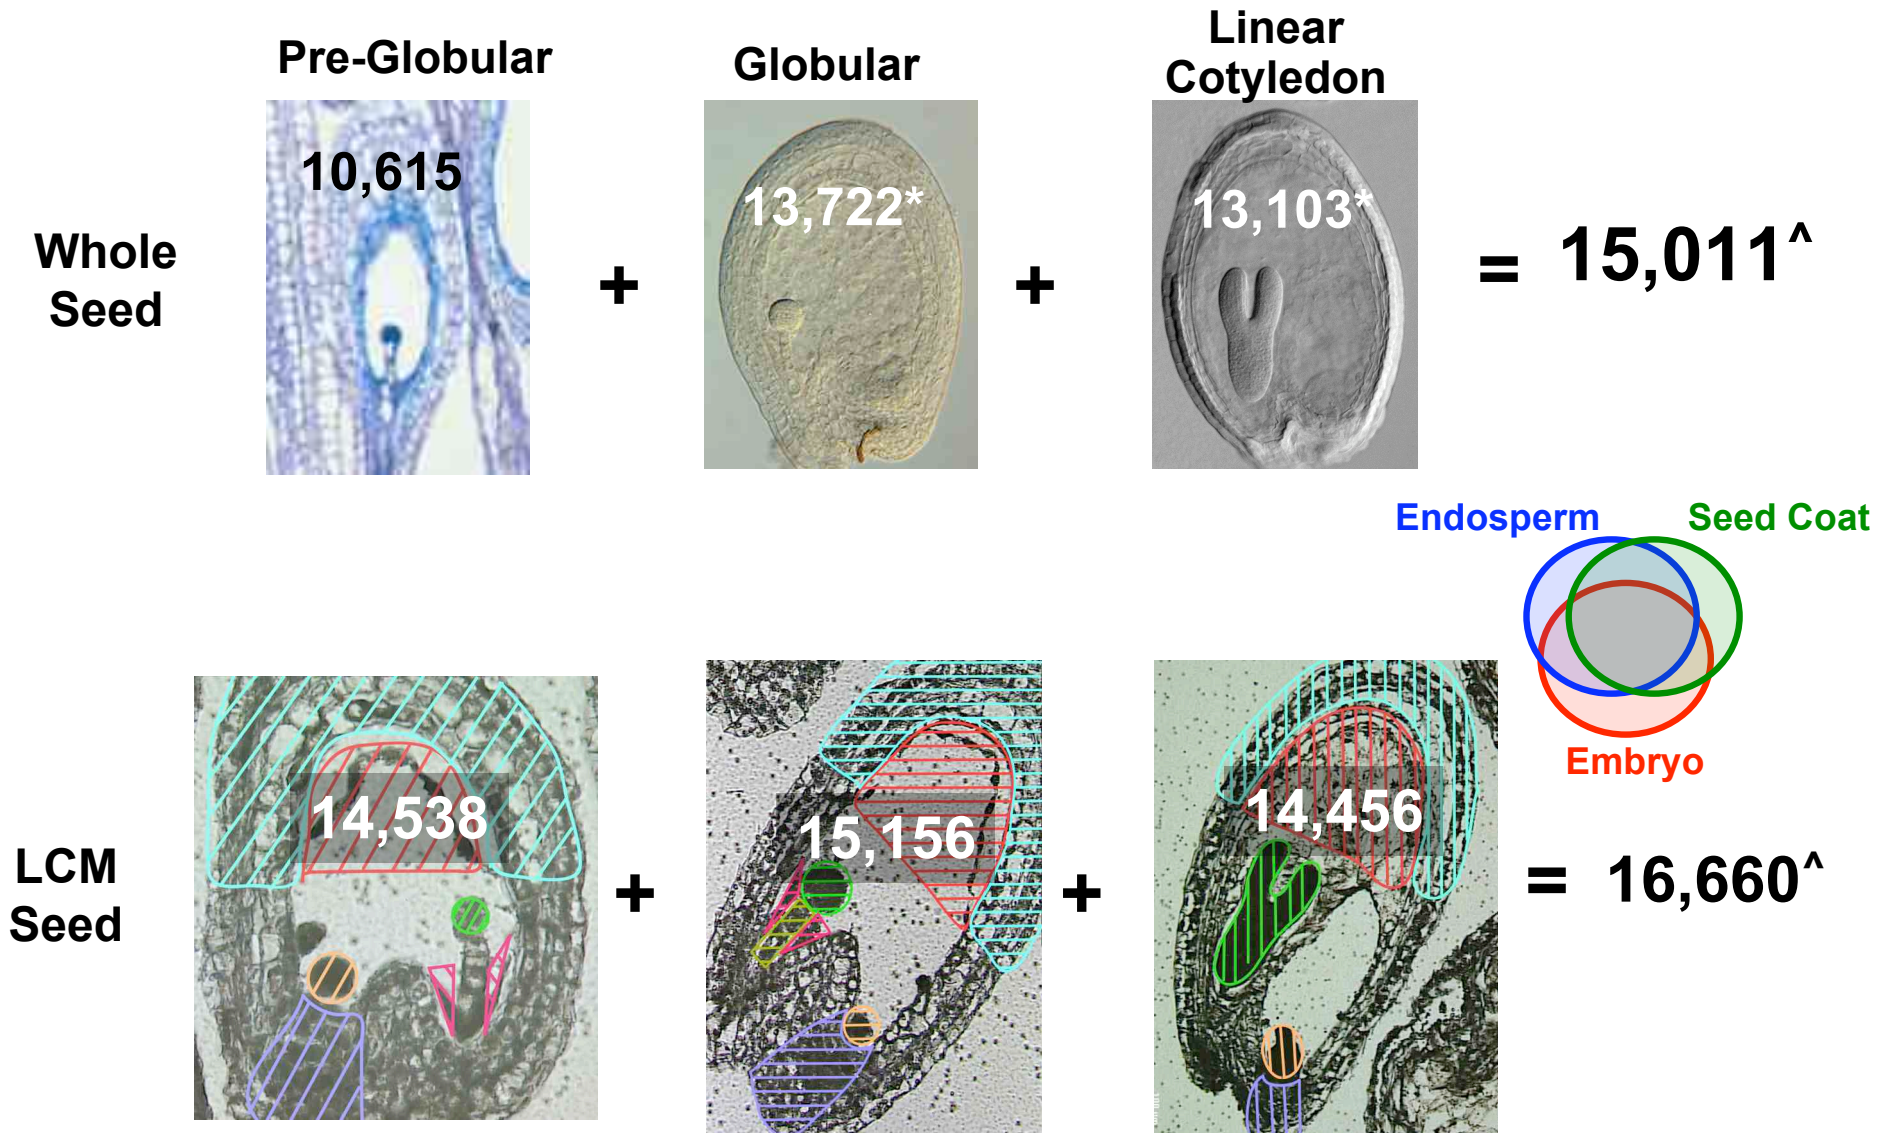 Pre-Globular
Globular
Linear
Cotyledon
Whole
Seed
10,615
+
13,722*
+
13,103*
= 15,011^
Endosperm
Seed Coat
Embryo
LCM
Seed
14,538
+
15,156
+
14,456
= 16,660^